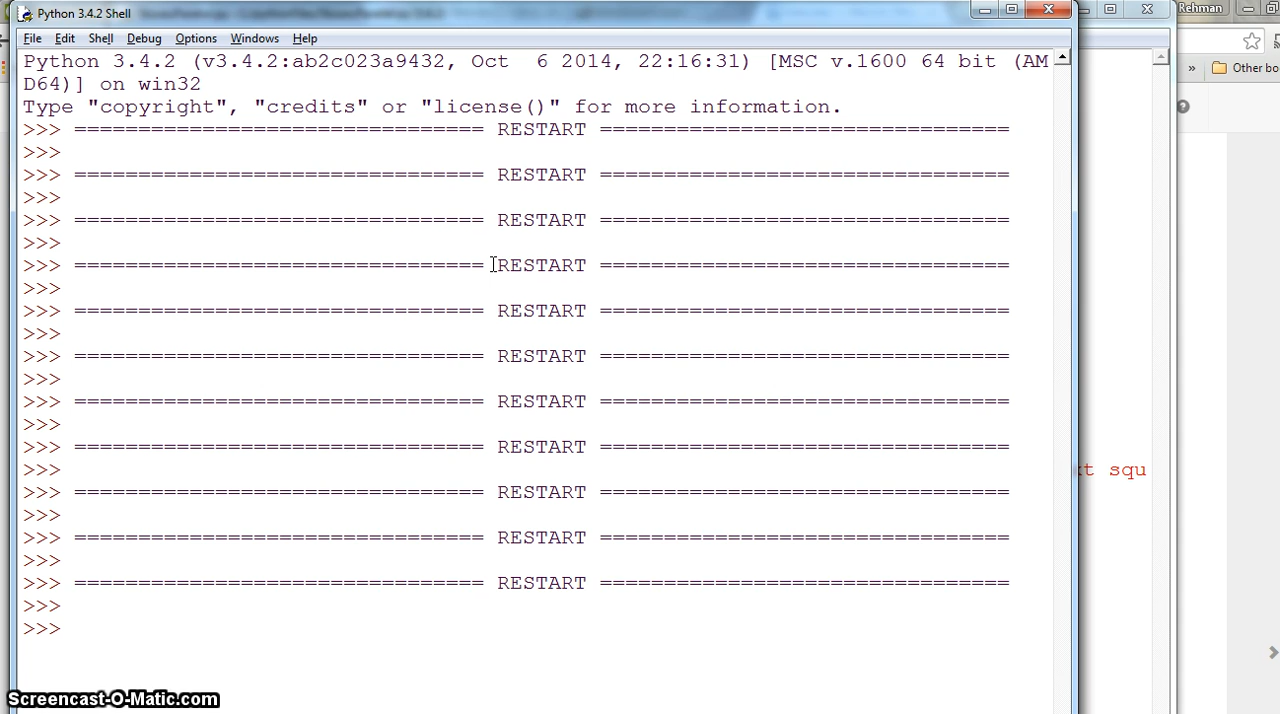 Python 3.4.2 Shell
Rehman
File Edit Shell Debug Options Windows Help
Python 3.4.2 (v3.4.2:ab2c023a9432, Oct  6 2014, 22:16:31) [MSC v.1600 64 bit (AM
D64)] on win32
» Other bo
Type "copyright", "credits" or "license()" for more information.
>>> ================================ RESTART ================================
>>>
>>> ================================ RESTART ================================
>>>
>>> ================================ RESTART ================================
>>>
>>> ================================ RESTART ================================
>>>
>>> ================================ RESTART ================================
>>>
>>> ================================ RESTART ================================
>>>
>>> ================================ RESTART ================================
>>>
>>> ================================ RESTART ================================
>>>
>>> ================================ RESTART ================================
>>>
>>> ================================ RESTART ================================
>>>
>>> ================================ RESTART ================================
>>>
>>>
xt squ
Screencast-O-Matic.com